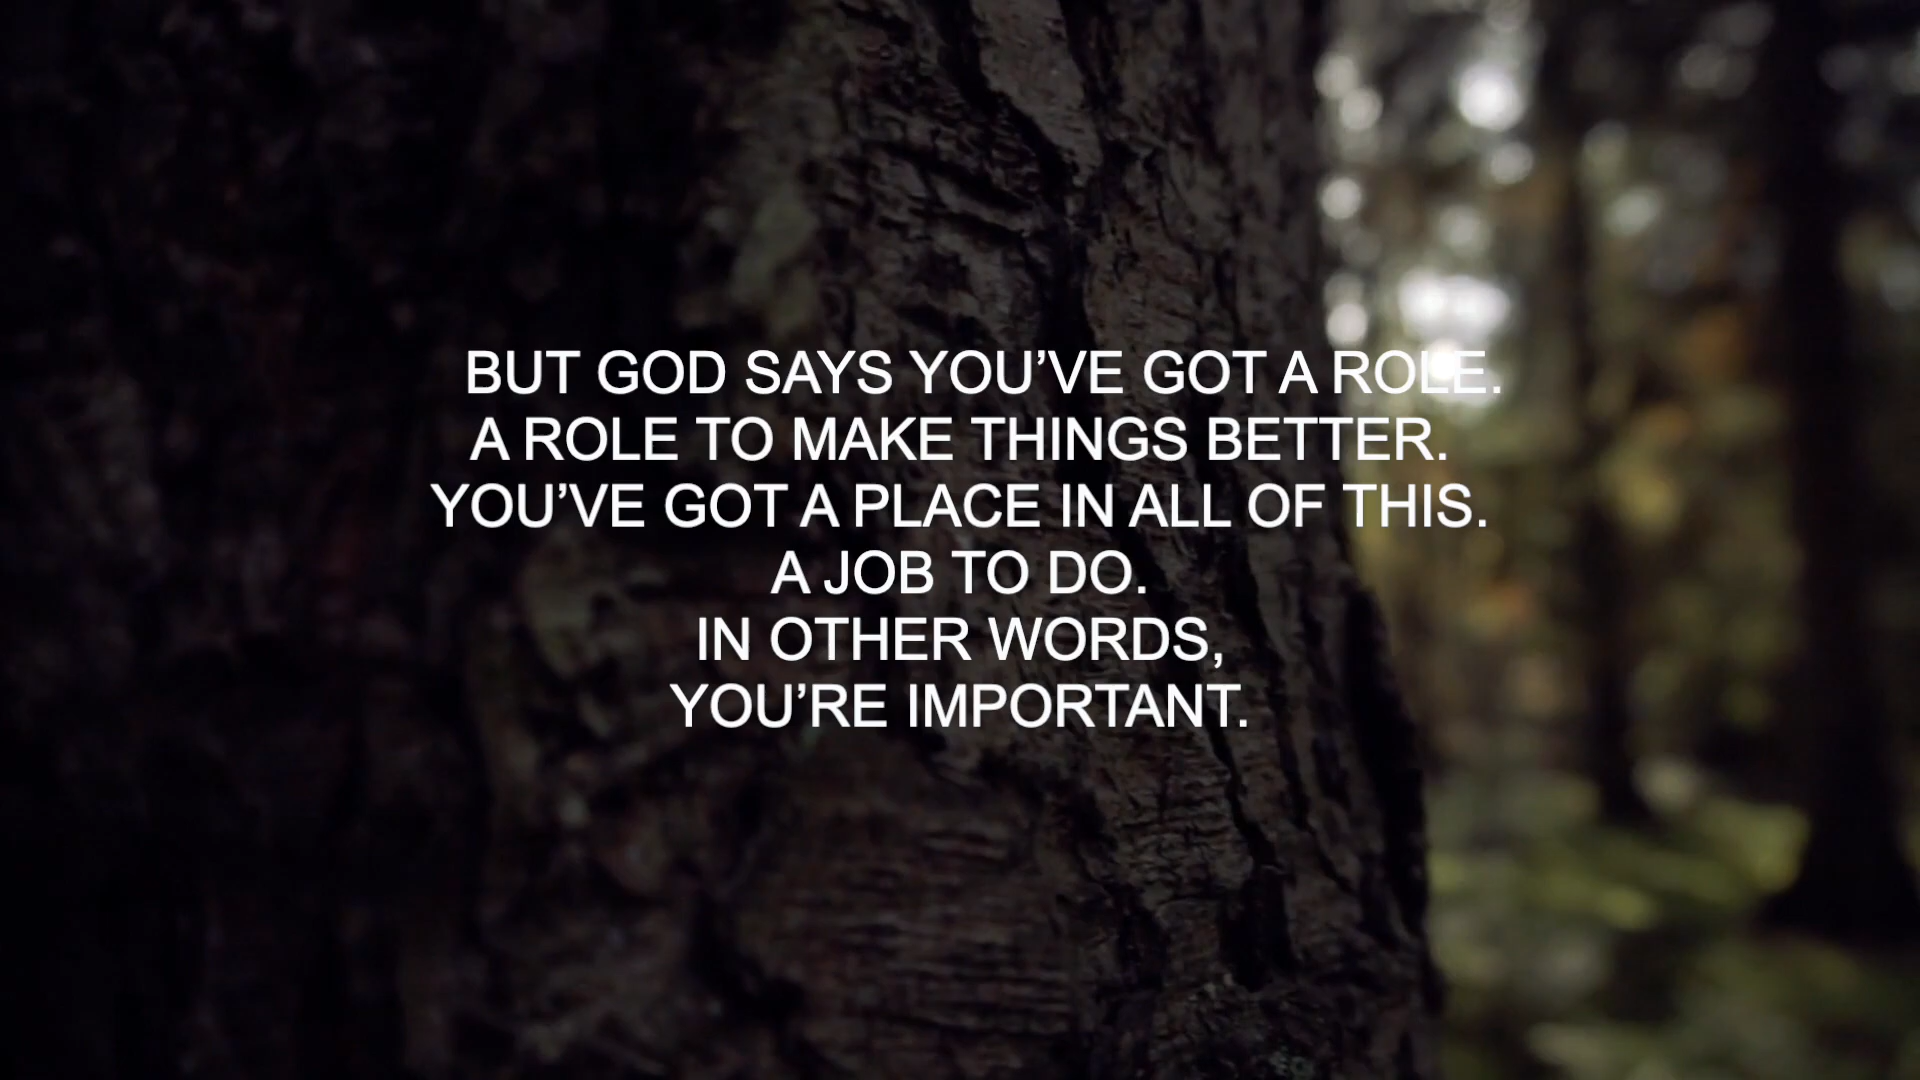 BUT GOD SAYS YOU’VE GOT A ROLE.
A ROLE TO MAKE THINGS BETTER.
YOU’VE GOT A PLACE IN ALL OF THIS.
A JOB TO DO.
IN OTHER WORDS,
YOU’RE IMPORTANT.